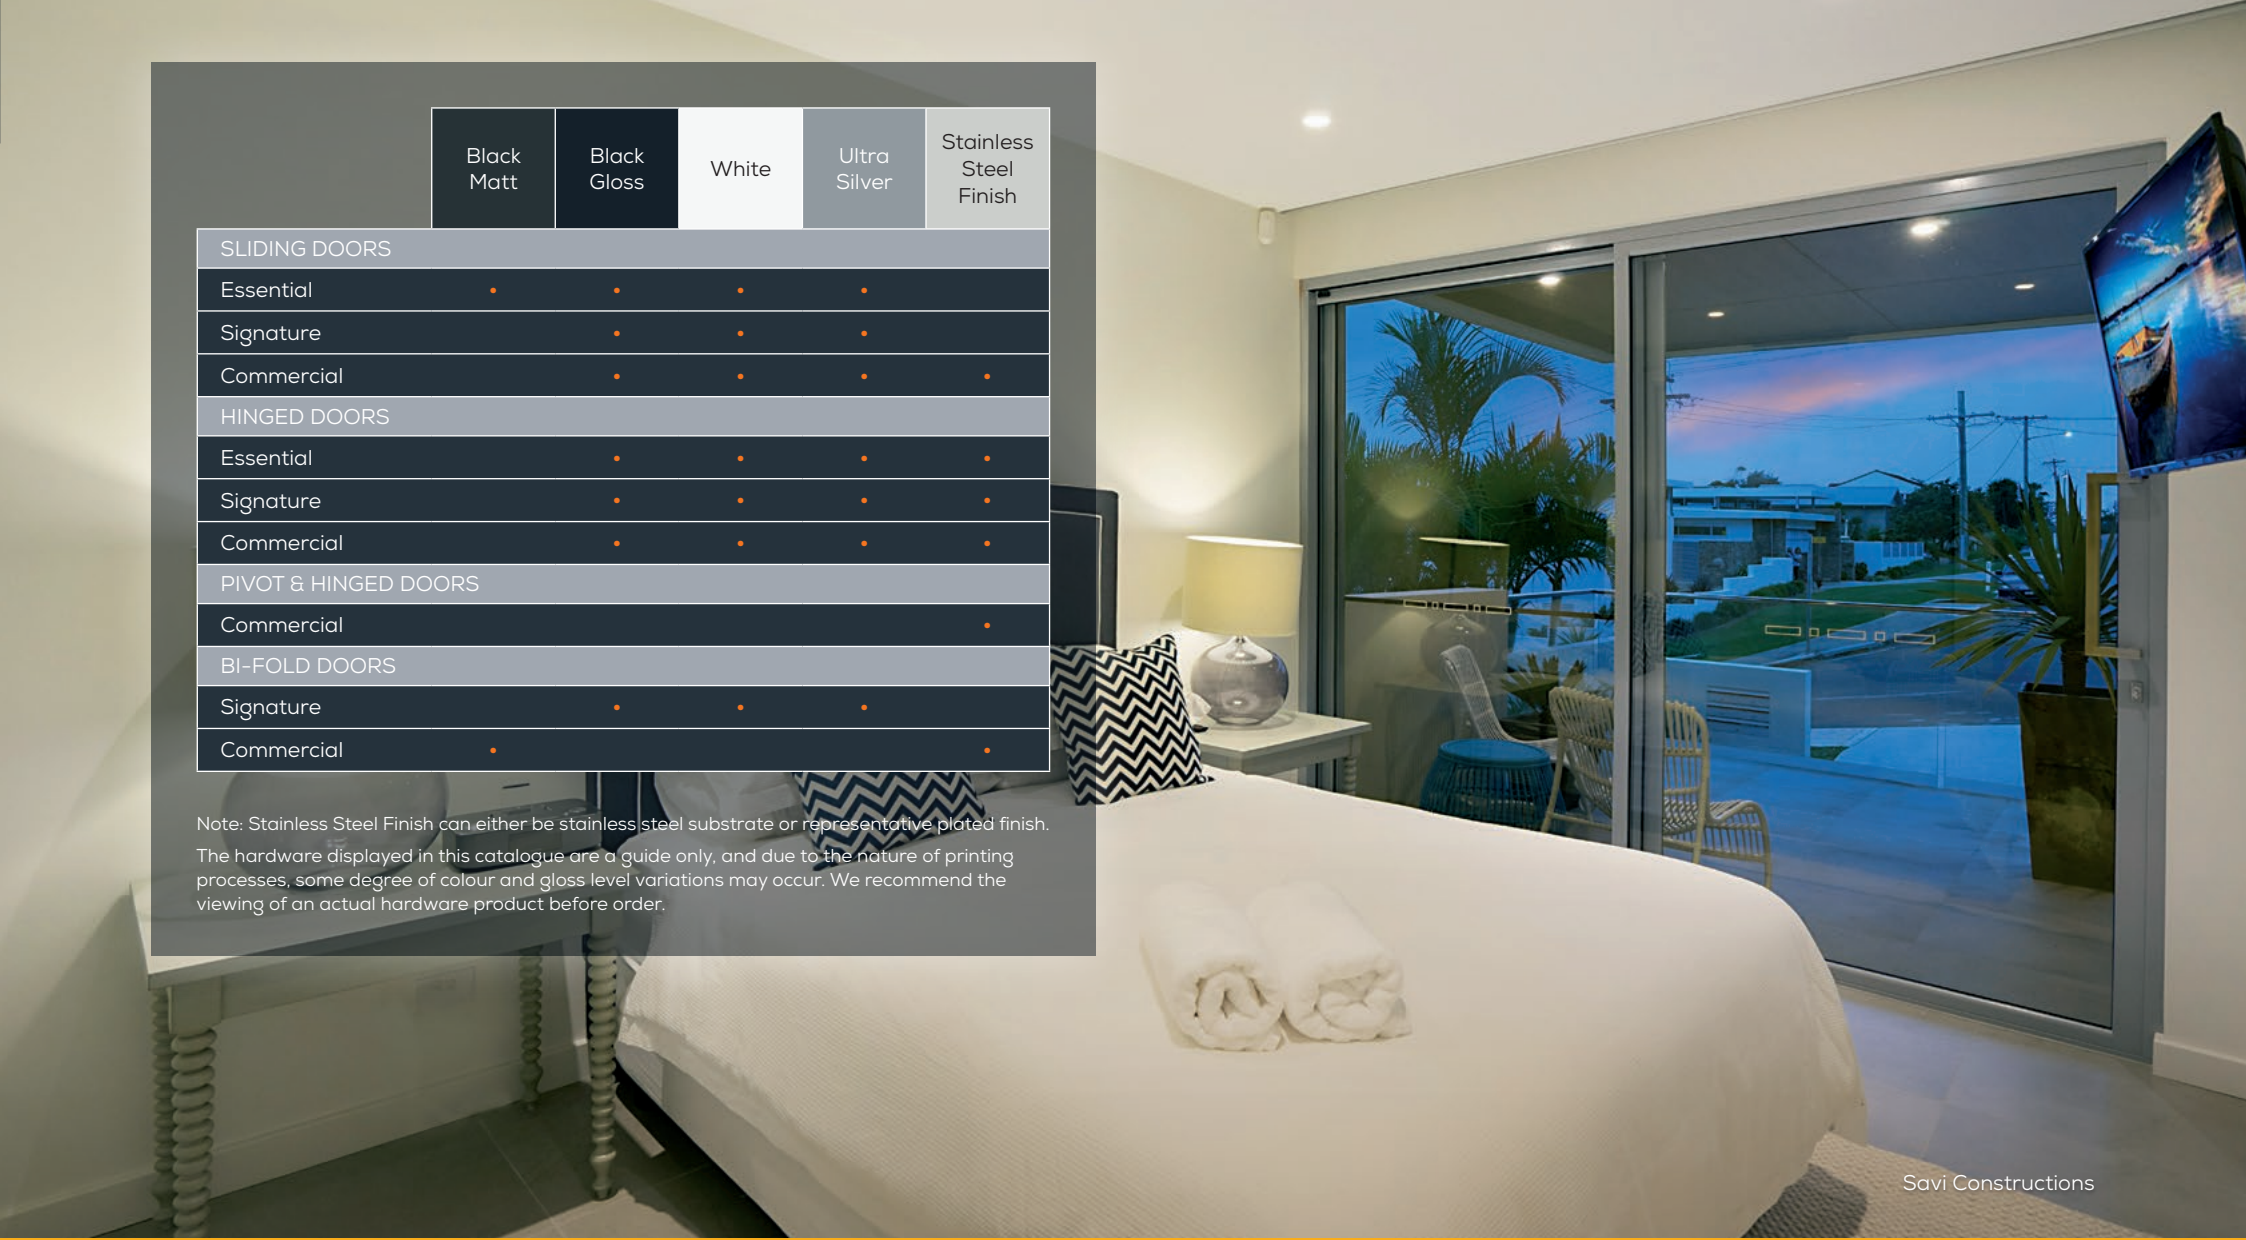 Black Matt
Black Gloss
White
Ultra Silver
Stainless Steel Finish
SLIDING DOORS
Essential • • • •
Signature • • •
Commercial • • • •
HINGED DOORS
Essential • • • •
Signature • • • •
Commercial • • • •
PIVOT & HINGED DOORS
Commercial •
BI-FOLD DOORS
Signature • • •
Commercial • •
Note: Stainless Steel Finish can either be stainless steel substrate or representative plated finish.
The hardware displayed in this catalogue are a guide only, and due to the nature of printing
processes, some degree of colour and gloss level variations may occur. We recommend the
viewing of an actual hardware product before order.
Savi Constructions